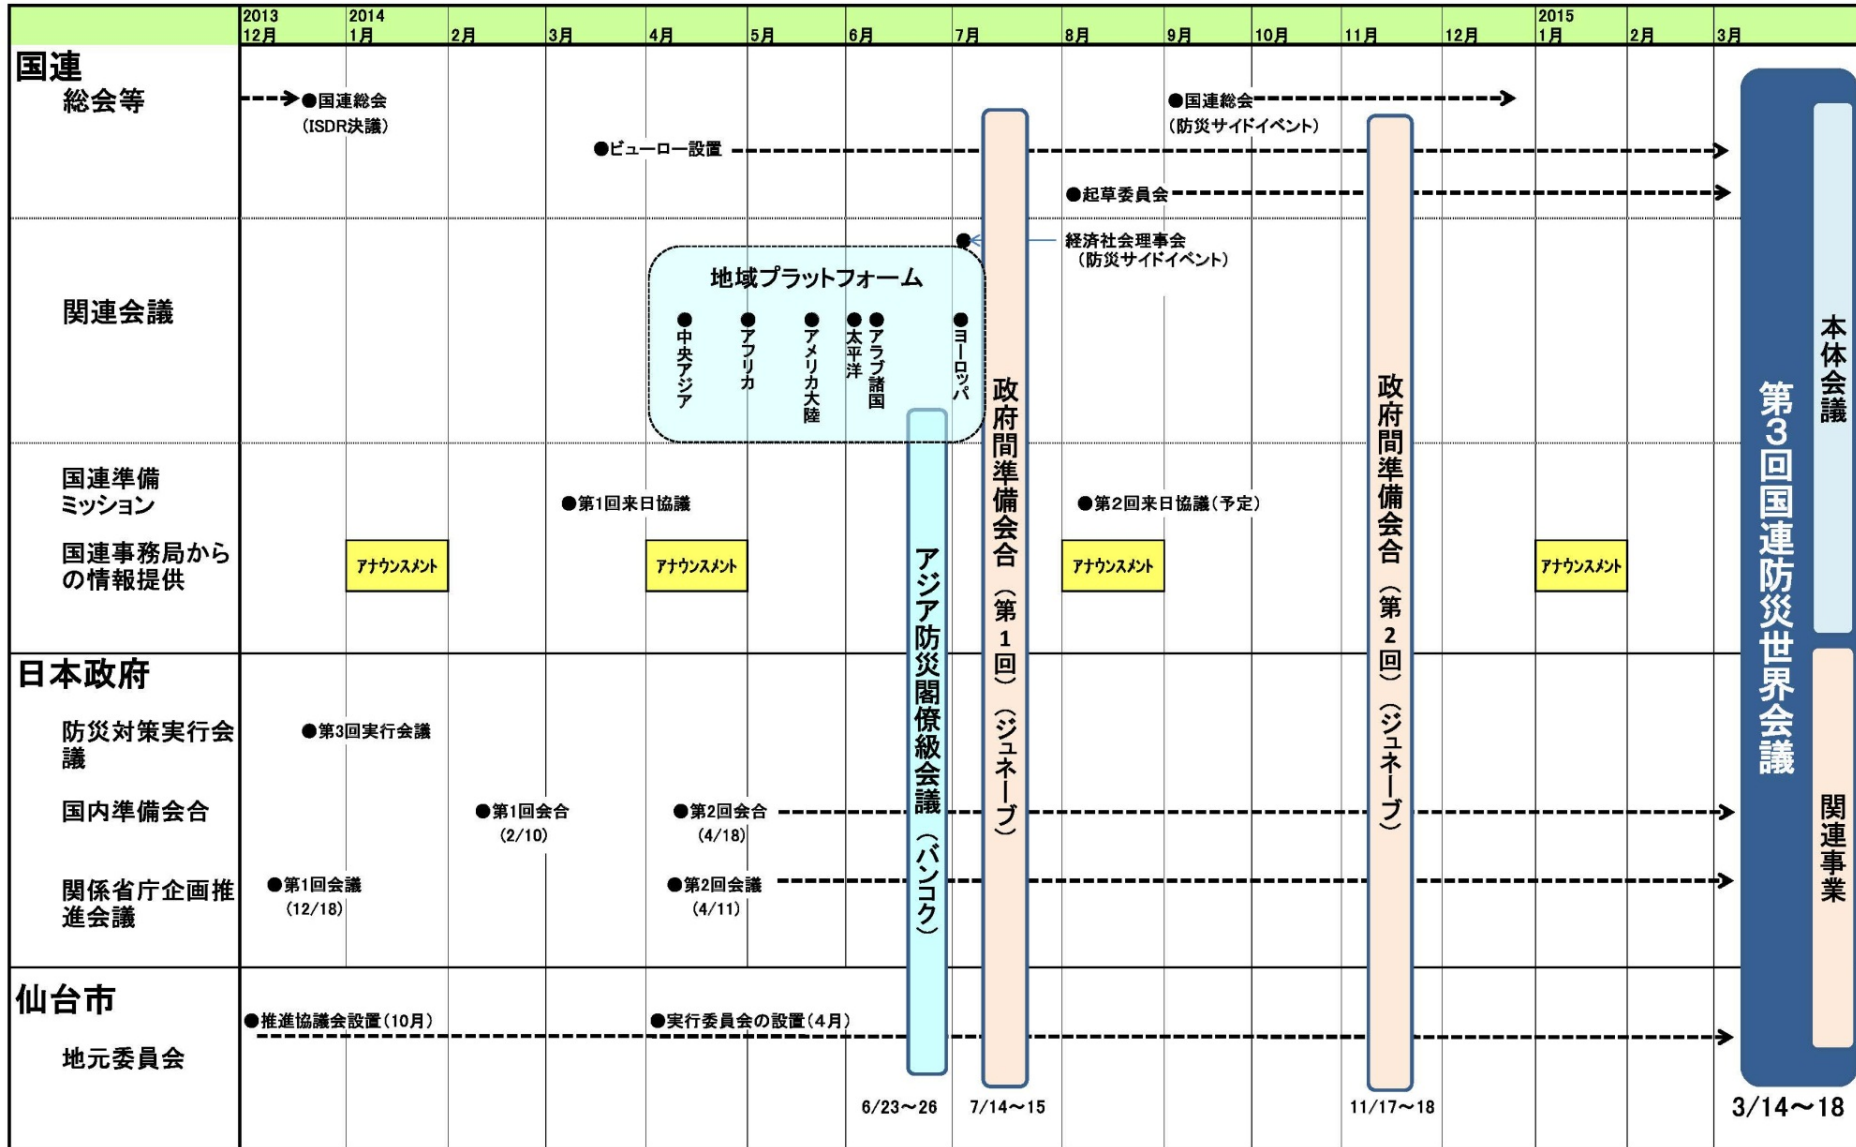 2013
2014
2015
12月
1月
2月
3月
4月
5月
6月
7月
8月
9月
10月
11月
12月
1月
2月
3月
国連
総会等
●国連総会
(ISDR決議)
●国連総会
(防災サイドイベント)
●ビューロー設置
●起草委員会
経済社会理事会
(防災サイドイベント)
関連会議
地域プラットフォーム
中央アジア
アフリカ
アメリカ大陸
太平洋
アラブ諸国
ヨーロッパ
国連準備
ミッション
●第1回来日協議
●第2回来日協議(予定)
国連事務局から
の情報提供
アナウンスメント
アナウンスメント
アナウンスメント
アナウンスメント
日本政府
防災対策実行会
議
●第3回実行会議
国内準備会合
●第1回会合
(2/10)
●第2回会合
(4/18)
関係省庁企画推
進会議
●第1回会議
(12/18)
●第2回会議
(4/11)
仙台市
●推進協議会設置(10月)
●実行委員会の設置(4月)
地元委員会
アジア防災閣僚級会議(バンコク)
政府間準備会合(第1回)(ジュネーブ)
政府間準備会合(第2回)(ジュネーブ)
第3回国連防災世界会議
本体会議
関連事業
6/23～26
7/14～15
11/17～18
3/14～18